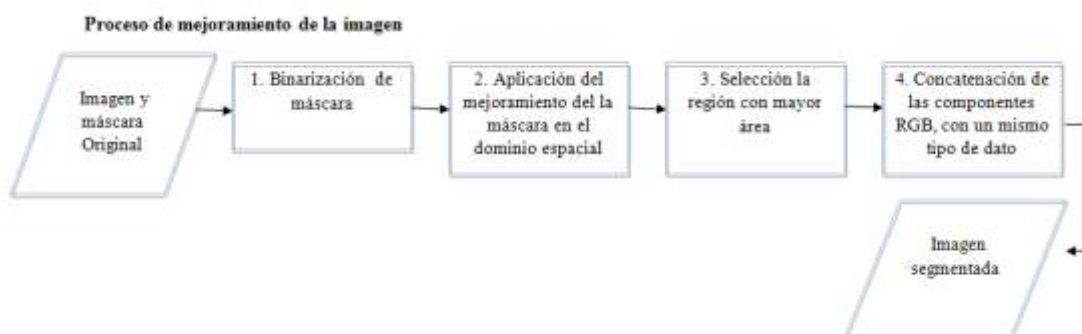 Proceso de mejoramiento de la imagen
Imagen y
máscara
Original
1. Binarización de
máscara
2. Aplicación del
mejoramiento del la
máscara en el
dominio espacial
3. Selección la
región con mayor
área
4. Concatenación de
las componentes
RGB, con un mismo
tipo de dato
Imagen
segmentada